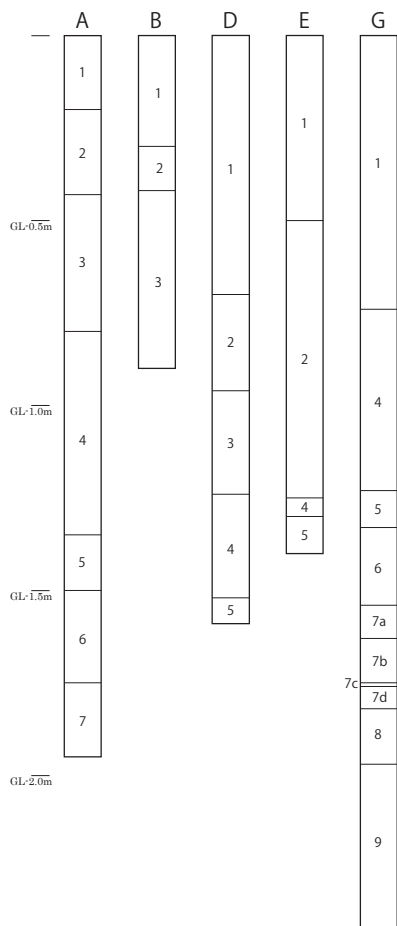 A B D E G
1 1 1 1 1
2 2
GL-0.5m
3 3
2 2 4
GL-1.0m
4 3
4 5
5 4 5 6
GL-1.5m
5 7a
6 7b
7c
7d
7 8
GL-2.0m
9